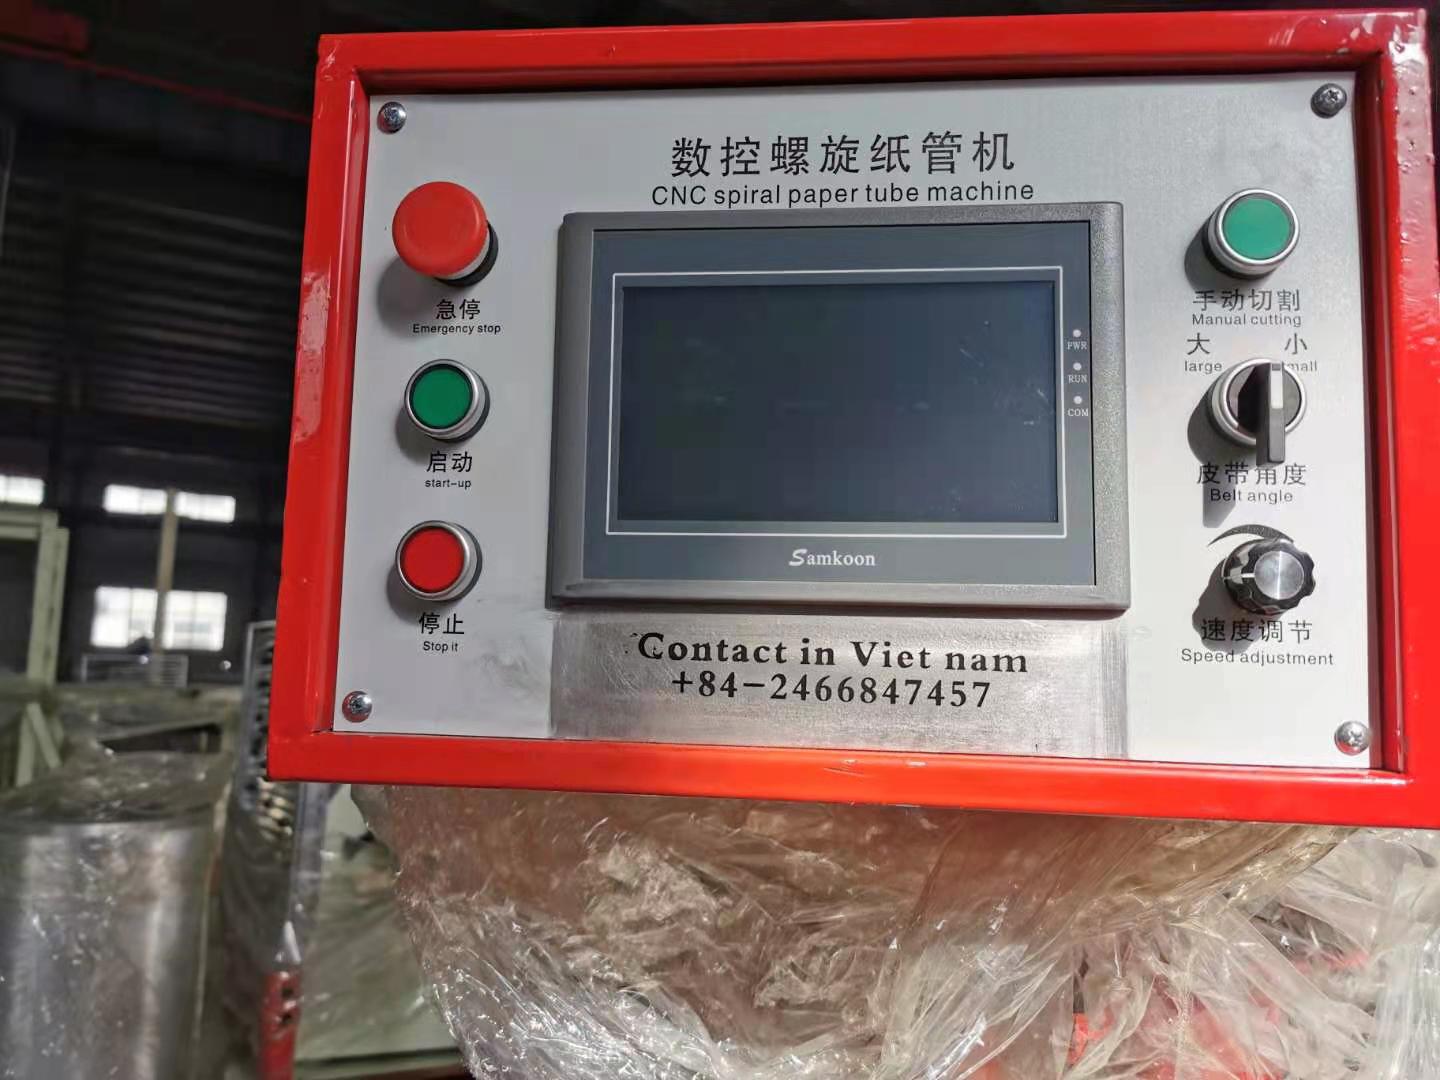 数控螺旋纸管机
CNC spiral paper tube machine
急停
Emergency stop
启动
start-up
停止
Stop it
PWR
RUN
COM
Samkoon
手动切割
Manual cutting
大 小
large small
皮带角度
Belt angle
速度调节
Speed adjustment
Contact in Viet nam
+84-2466847457